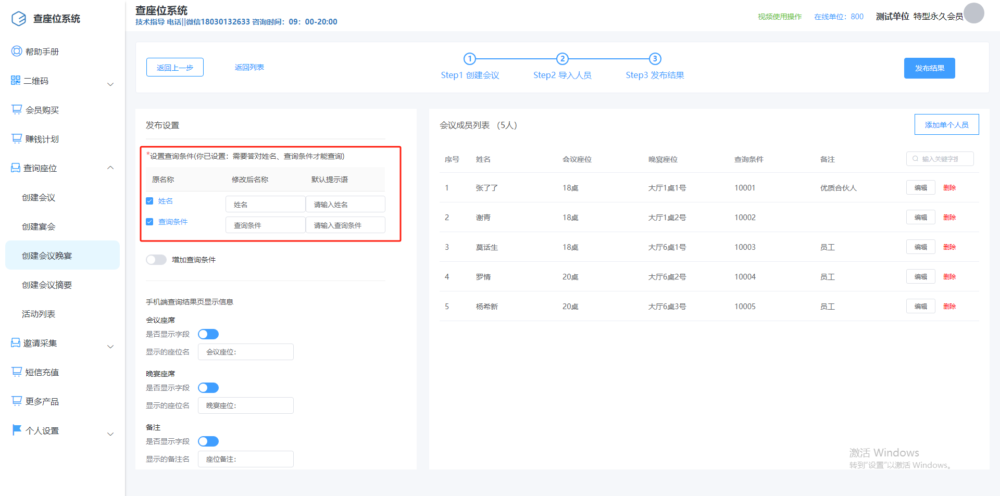 查座位系统
帮助手册
二维码
会员购买
赚钱计划
查询座位
创建会议
创建宴会
创建会议晚宴
创建会议摘要
活动列表
邀请采集
短信充值
更多产品
个人设置
查座位系统
技术指导 电话||微信18030132633 咨询时间：09：00-20:00
视频使用操作 在线单位：800 测试单位 特型永久会员
返回上一步 返回列表
1 2 3
Step1 创建会议 Step2 导入人员 Step3 发布结果
发布结果
发布设置
*设置查询条件(你已设置：需要答对姓名、查询条件才能查询)
原名称 修改后名称 默认提示语
姓名 姓名 请输入姓名
查询条件 查询条件 请输入查询条件
增加查询条件
手机端查询结果页显示信息
会议座席
是否显示字段
显示的座位名 会议座位：
晚宴座席
是否显示字段
显示的座位名 晚宴座位：
备注
是否显示字段
显示的备注名 座位备注：
会议成员列表 （5人） 添加单个人员
序号 姓名 会议座位 晚宴座位 查询条件 备注 输入关键字搜
1 张了了 18桌 大厅1桌1号 10001 优质合伙人 编辑 删除
2 谢青 18桌 大厅1桌2号 10002 编辑 删除
3 莫话生 18桌 大厅6桌1号 10003 员工 编辑 删除
4 罗情 20桌 大厅6桌2号 10004 员工 编辑 删除
5 杨希新 20桌 大厅6桌3号 10005 员工 编辑 删除
激活 Windows
转到"设置"以激活 Windows。